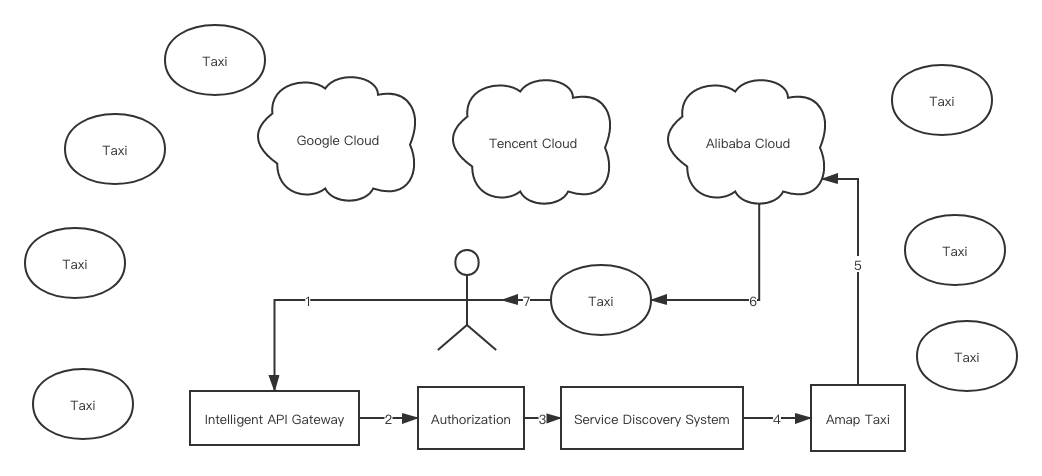 Taxi
Taxi
Google Cloud
Tencent Cloud
Alibaba Cloud
Taxi
Taxi
Taxi
Taxi
5
1
7
Taxi
6
Taxi
Taxi
Intelligent API Gateway
2
Authorization
3
Service Discovery System
4
Amap Taxi